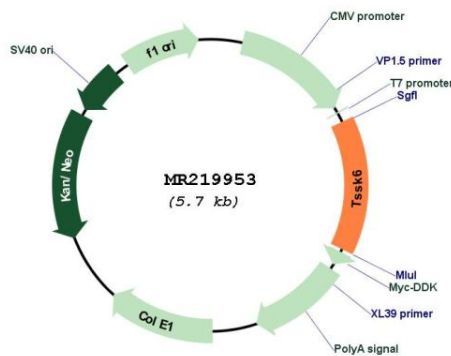 CMV promoter
VP1.5 primer
T7 promoter
SgfI
Tssk6
MluI
Myc-DDK
XL39 primer
PolyA signal
Col E1
Kan/Neo
SV40 ori
f1 ori
MR219953
(5.7 kb)